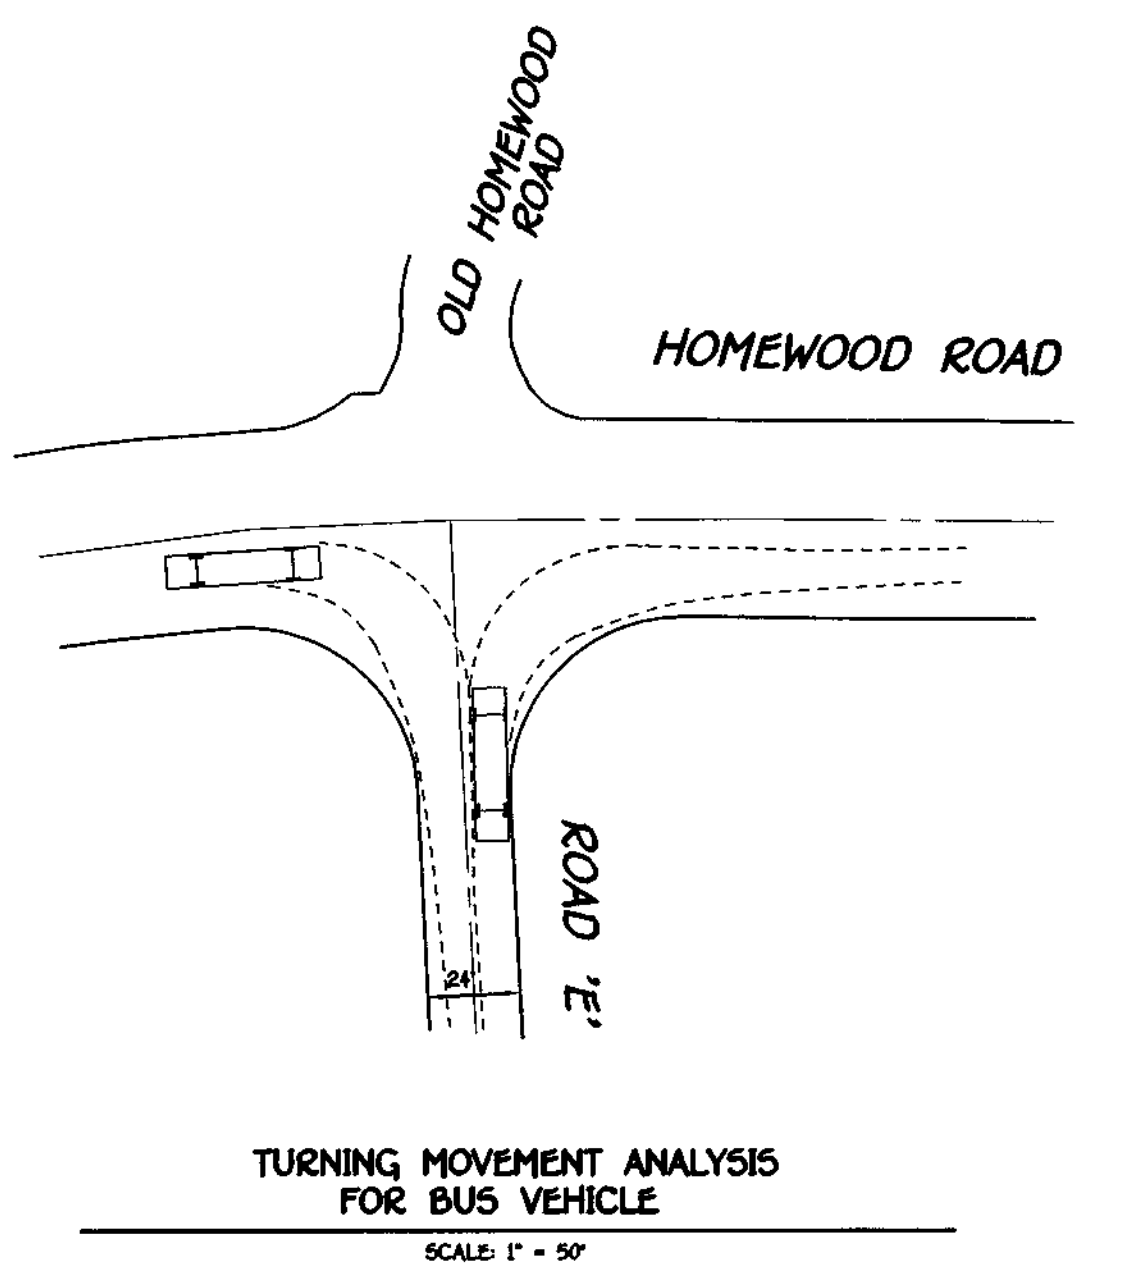 OLD HOMEWOOD
ROAD
HOMEWOOD ROAD
ROAD 'E'
24'
TURNING MOVEMENT ANALYSIS
FOR BUS VEHICLE
SCALE: 1" = 50'